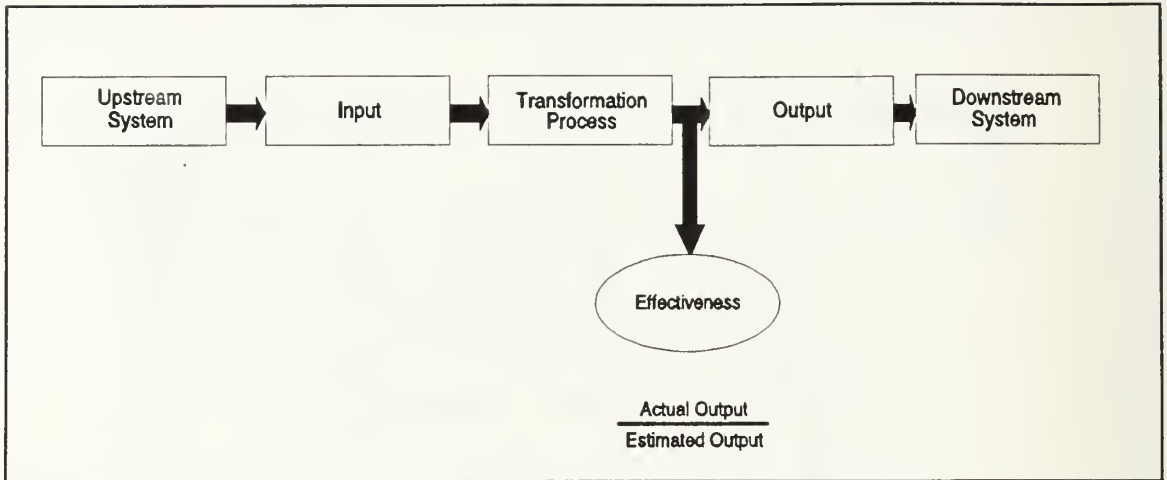 Upstream
System
Input
Transformation
Process
Output
Downstream
System
Effectiveness
Actual Output
Estimated Output